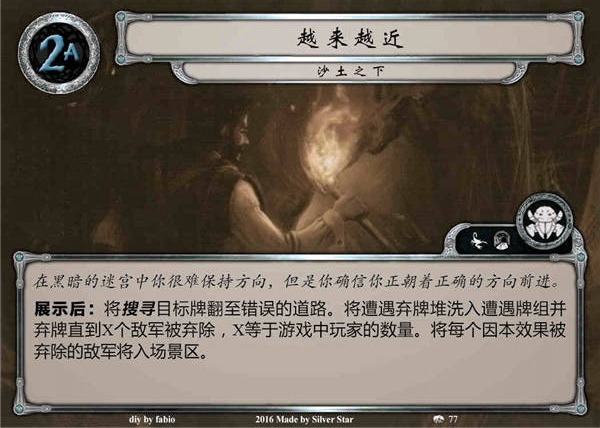 2A
越来越近
沙土之下
在黑暗的迷宫中你很难保持方向，但是你确信你正朝着正确的方向前进。
展示后：将搜寻目标牌翻至错误的道路。将遭遇弃牌堆洗入遭遇牌组并
弃牌直到X个敌军被弃除，X等于游戏中玩家的数量。将每个因本效果被
弃除的敌军将入场景区。
diy by fabio 2016 Made by Silver Star 77